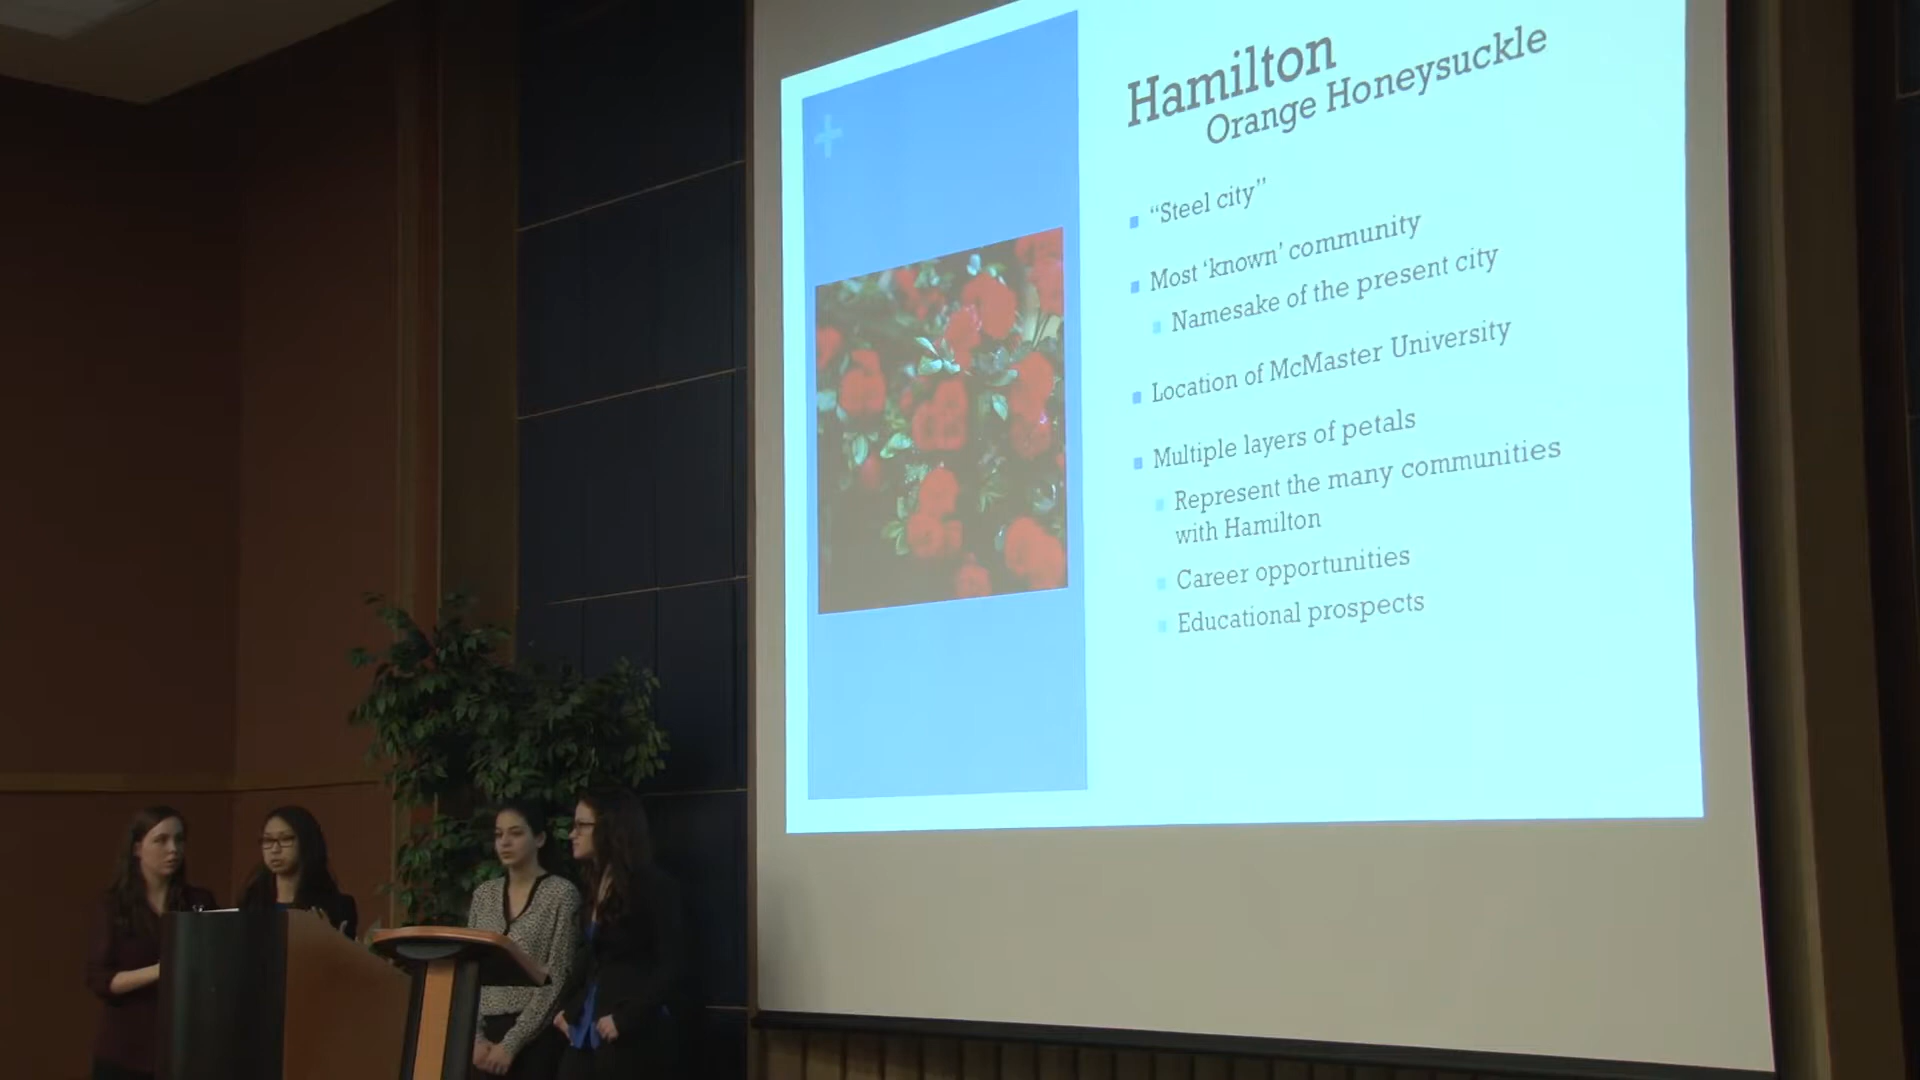 Hamilton
Orange Honeysuckle
“Steel city”
Most ‘known’ community
Namesake of the present city
Location of McMaster University
Multiple layers of petals
Represent the many communities
with Hamilton
Career opportunities
Educational prospects